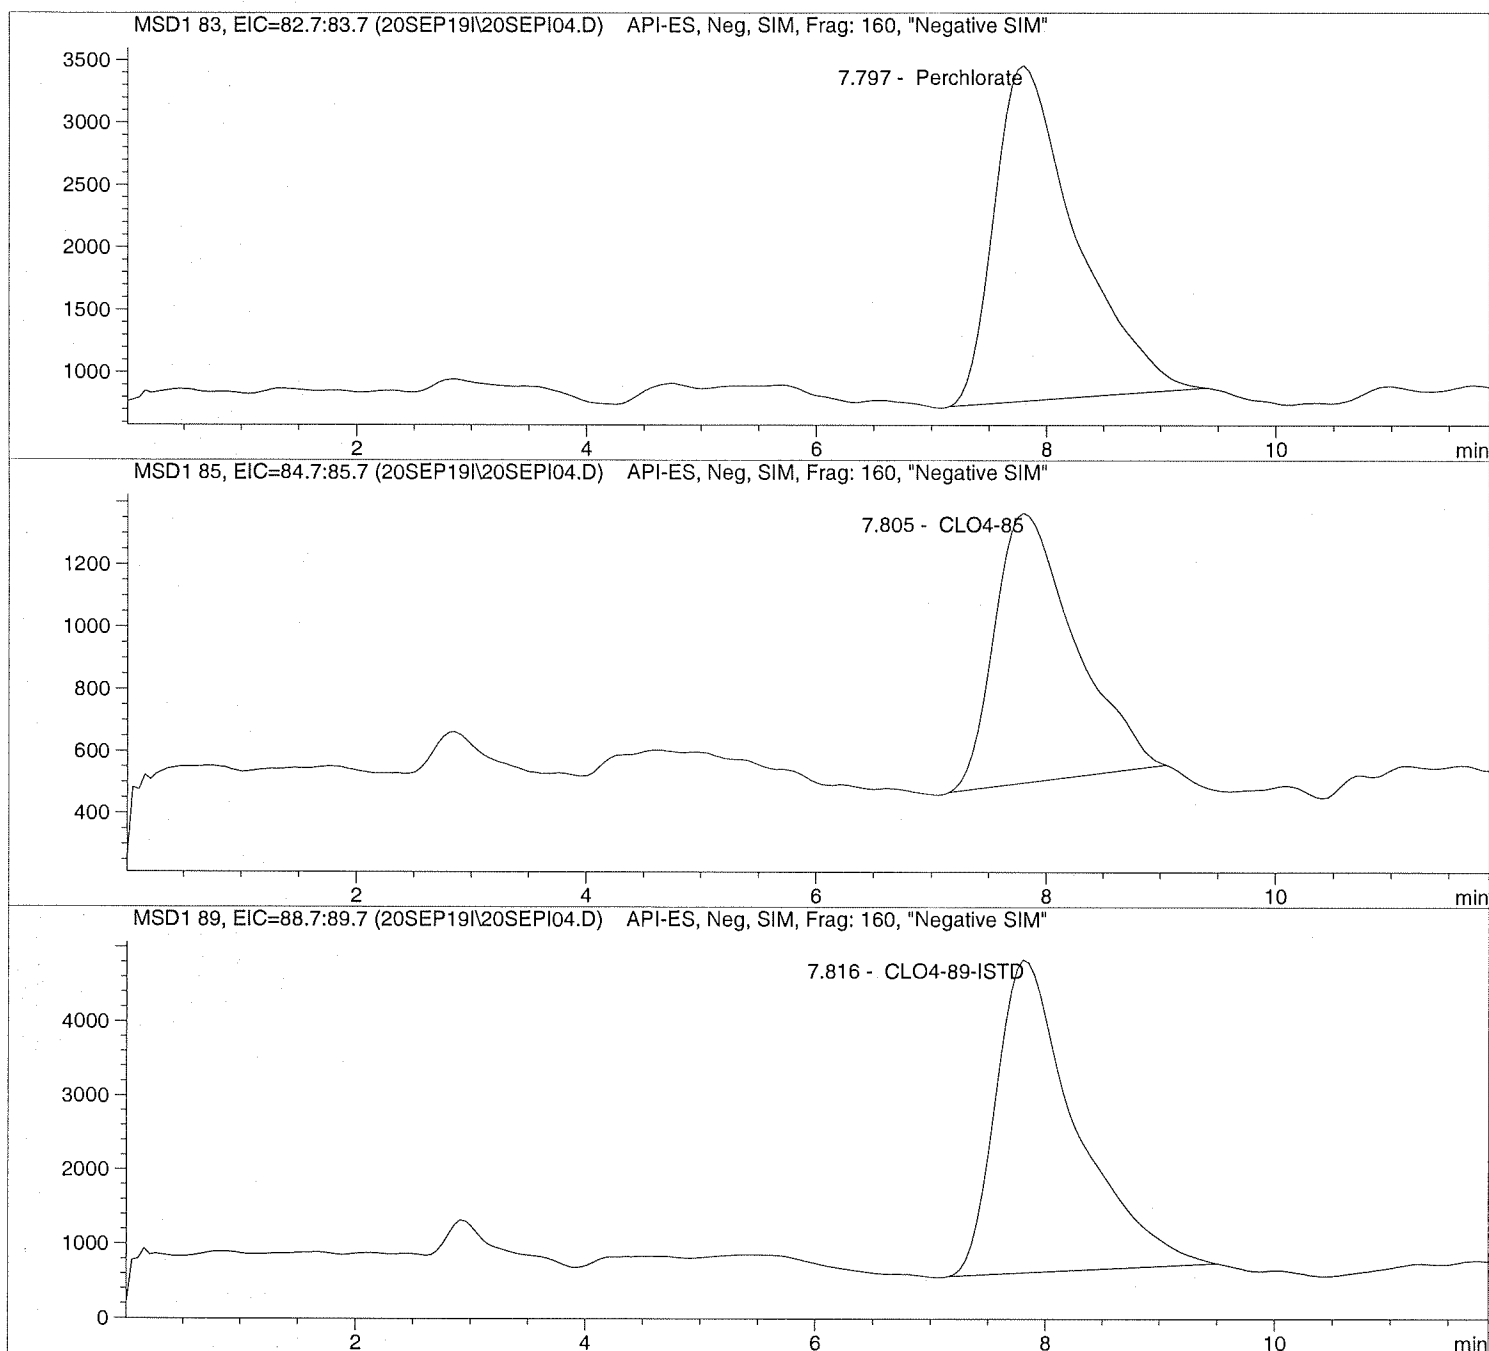 MSD1 83, EIC=82.7:83.7 (20SEP19I\20SEPI04.D) API-ES, Neg, SIM, Frag: 160, "Negative SIM"
7.797 - Perchlorate
3500
3000
2500
2000
1500
1000
2 4 6 8 10 min
MSD1 85, EIC=84.7:85.7 (20SEP19I\20SEPI04.D) API-ES, Neg, SIM, Frag: 160, "Negative SIM"
7.805 - CLO4-85
1200
1000
800
600
400
2 4 6 8 10 min
MSD1 89, EIC=88.7:89.7 (20SEP19I\20SEPI04.D) API-ES, Neg, SIM, Frag: 160, "Negative SIM"
7.816 - CLO4-89-ISTD
4000
3000
2000
1000
0
2 4 6 8 10 min